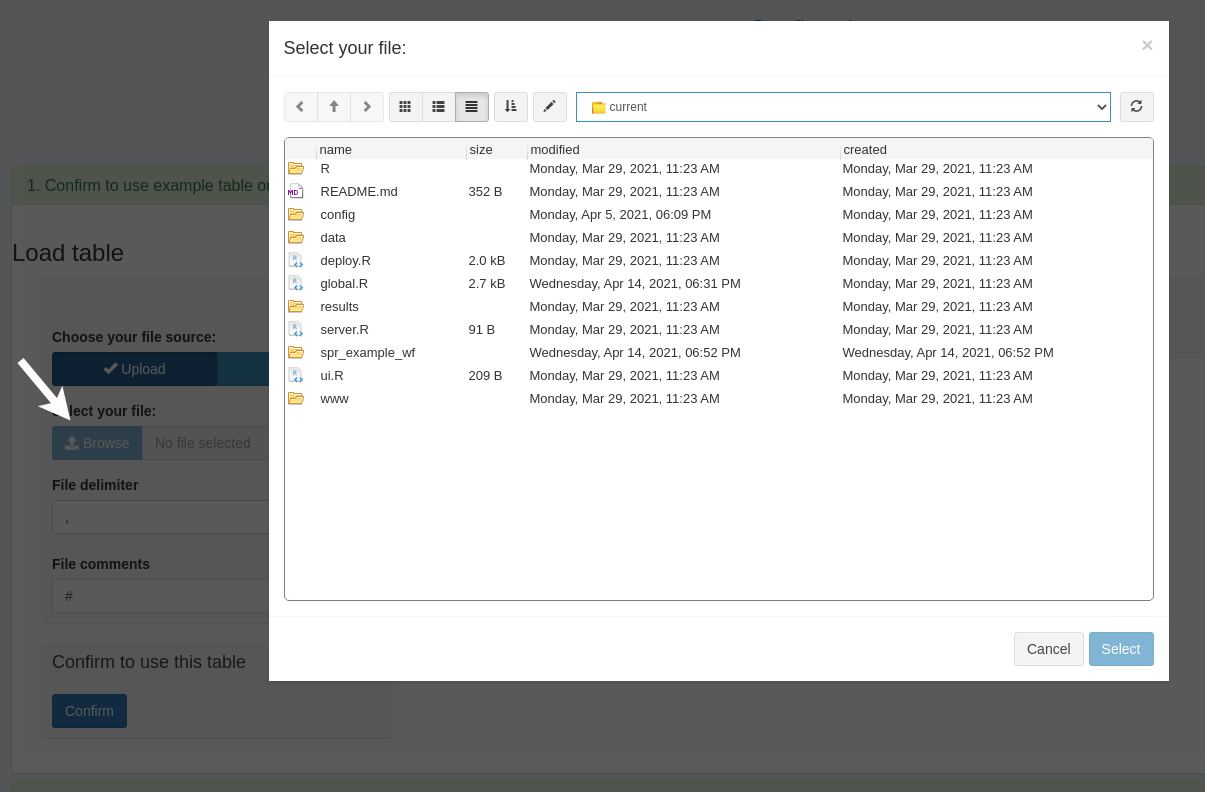 Select your file:
×
current
name size modified created
R Monday, Mar 29, 2021, 11:23 AM Monday, Mar 29, 2021, 11:23 AM
README.md 352 B Monday, Mar 29, 2021, 11:23 AM Monday, Mar 29, 2021, 11:23 AM
config Monday, Apr 5, 2021, 06:09 PM Monday, Mar 29, 2021, 11:23 AM
data Monday, Mar 29, 2021, 11:23 AM Monday, Mar 29, 2021, 11:23 AM
deploy.R 2.0 kB Monday, Mar 29, 2021, 11:23 AM Monday, Mar 29, 2021, 11:23 AM
global.R 2.7 kB Wednesday, Apr 14, 2021, 06:31 PM Monday, Mar 29, 2021, 11:23 AM
results Monday, Mar 29, 2021, 11:23 AM Monday, Mar 29, 2021, 11:23 AM
server.R 91 B Monday, Mar 29, 2021, 11:23 AM Monday, Mar 29, 2021, 11:23 AM
spr_example_wf Wednesday, Apr 14, 2021, 06:52 PM Wednesday, Apr 14, 2021, 06:52 PM
ui.R 209 B Monday, Mar 29, 2021, 11:23 AM Monday, Mar 29, 2021, 11:23 AM
www Monday, Mar 29, 2021, 11:23 AM Monday, Mar 29, 2021, 11:23 AM
Cancel Select
1. Confirm to use example table or
Load table
Choose your file source:
Upload
Select your file:
Browse No file selected
File delimiter
,
File comments
#
Confirm to use this table
Confirm